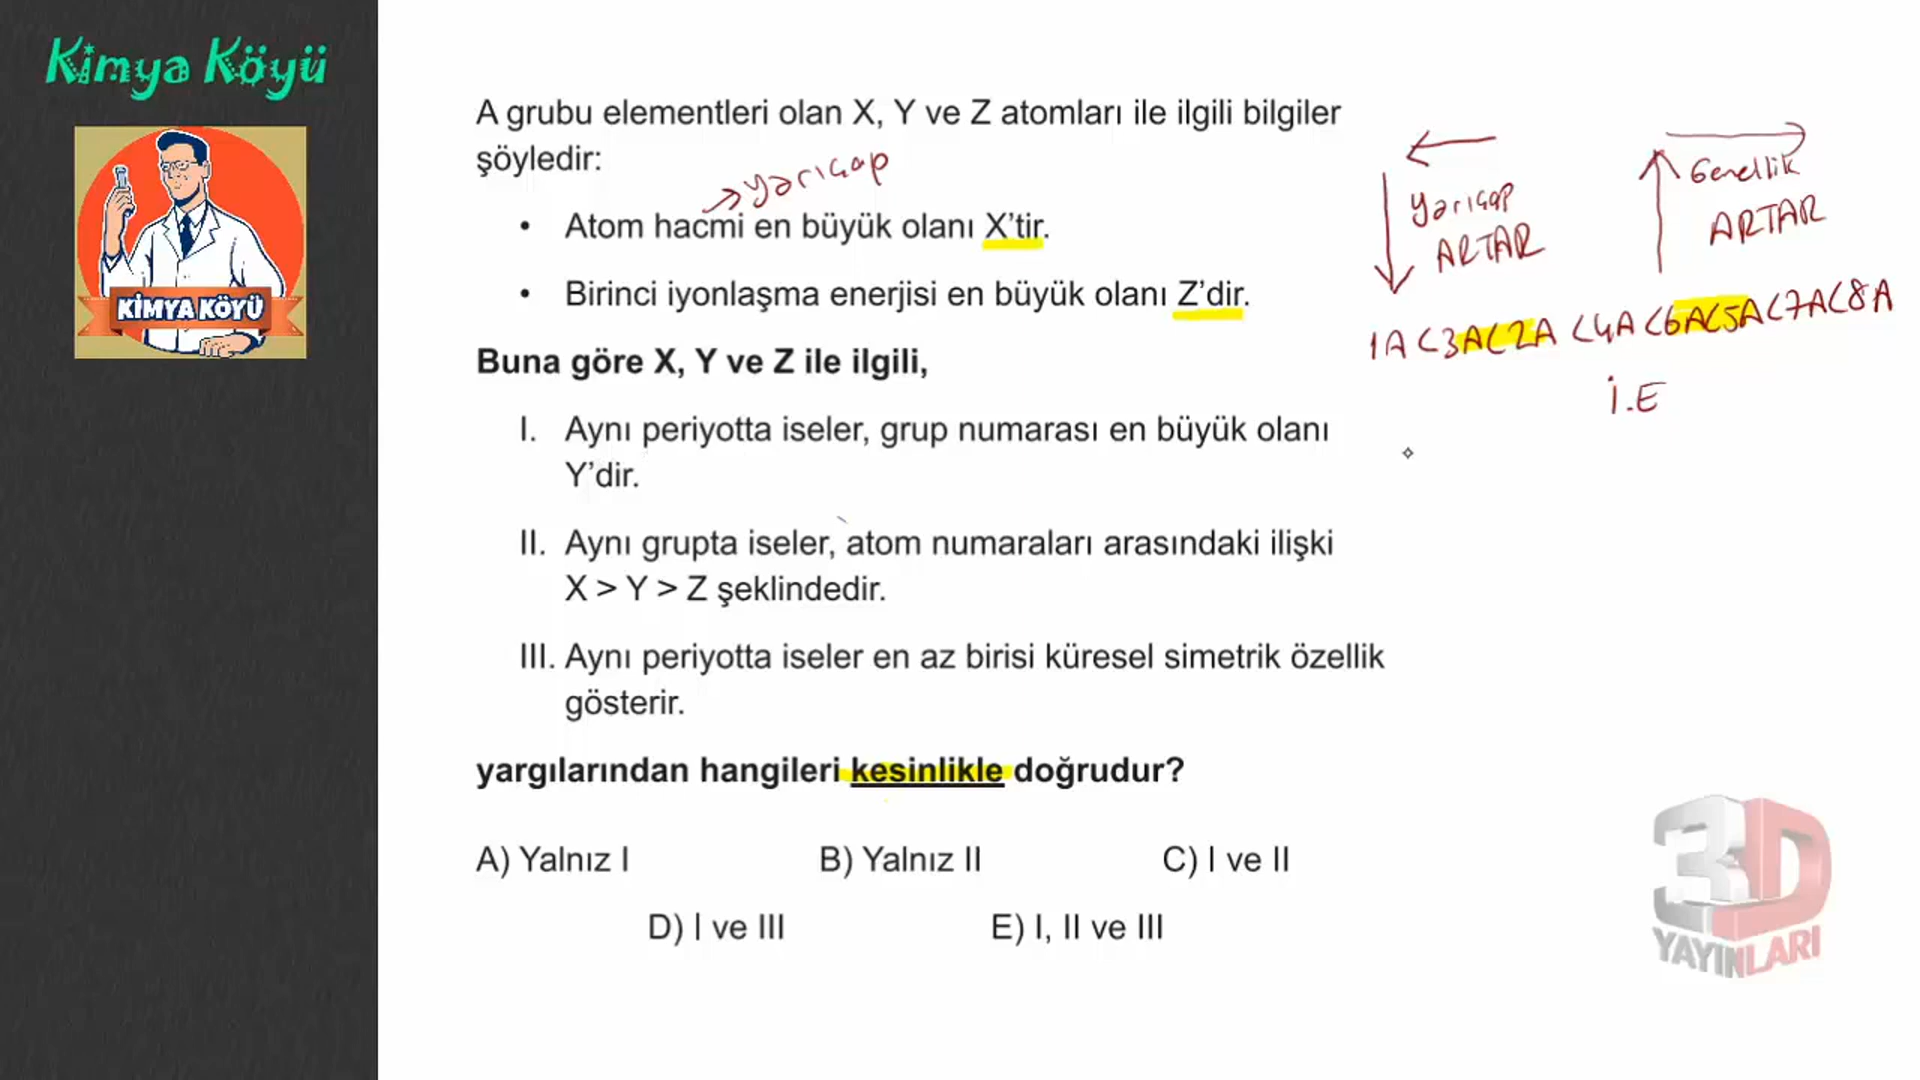 Kimya Köyü
KİMYA KÖYÜ
A grubu elementleri olan X, Y ve Z atomları ile ilgili bilgiler
şöyledir:
yarıçap
• Atom hacmi en büyük olanı X'tir.
• Birinci iyonlaşma enerjisi en büyük olanı Z'dir.
Buna göre X, Y ve Z ile ilgili,
I. Aynı periyotta iseler, grup numarası en büyük olanı
Y'dir.
II. Aynı grupta iseler, atom numaraları arasındaki ilişki
X > Y > Z şeklindedir.
III. Aynı periyotta iseler en az birisi küresel simetrik özellik
gösterir.
yargılarından hangileri kesinlikle doğrudur?
A) Yalnız I B) Yalnız II C) I ve II
D) I ve III E) I, II ve III
yarıçap
ARTAR
Genellik
ARTAR
1A<3A<2A<4A<6A<5A<7A<8A
İ.E
3D
YAYINLARI